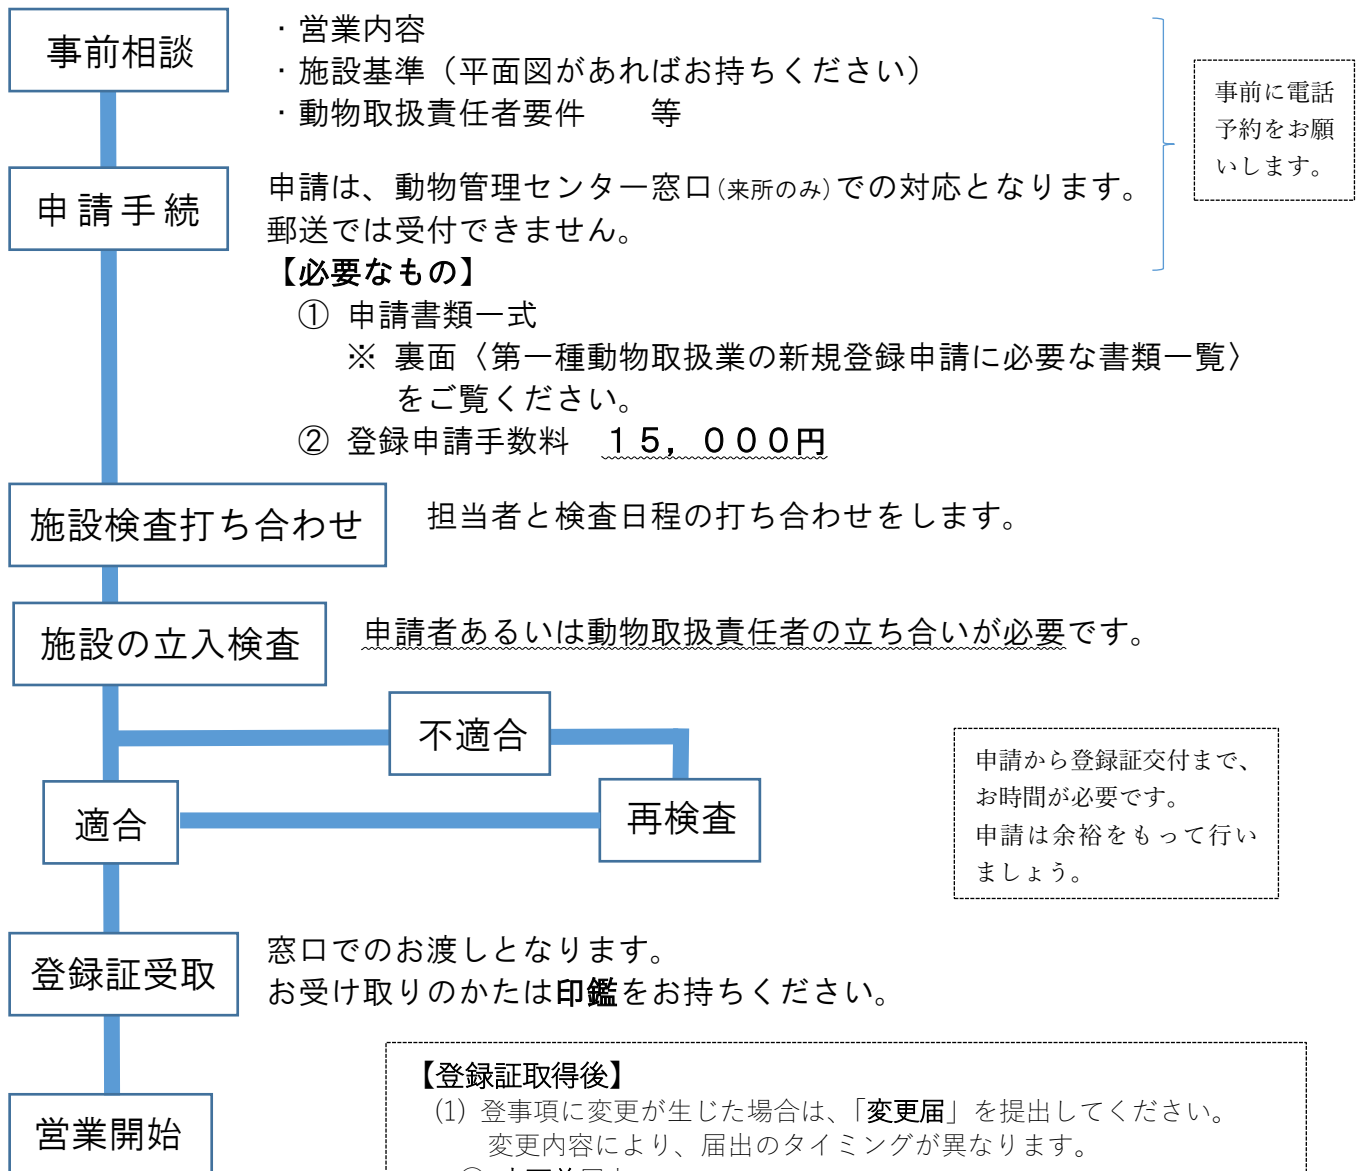 事前相談
・営業内容
・施設基準（平面図があればお持ちください）
・動物取扱責任者要件　　等
事前に電話
予約をお願
いします。
申請手続
申請は、動物管理センター窓口(来所のみ)での対応となります。
郵送では受付できません。
【必要なもの】
① 申請書類一式
※ 裏面〈第一種動物取扱業の新規登録申請に必要な書類一覧〉
をご覧ください。
② 登録申請手数料　１５，０００円
施設検査打ち合わせ
担当者と検査日程の打ち合わせをします。
施設の立入検査
申請者あるいは動物取扱責任者の立ち合いが必要です。
不適合
適合
再検査
申請から登録証交付まで、
お時間が必要です。
申請は余裕をもって行い
ましょう。
登録証受取
窓口でのお渡しとなります。
お受け取りのかたは印鑑をお持ちください。
営業開始
【登録証取得後】
(1) 登事項に変更が生じた場合は、「変更届」を提出してください。
変更内容により、届出のタイミングが異なります。